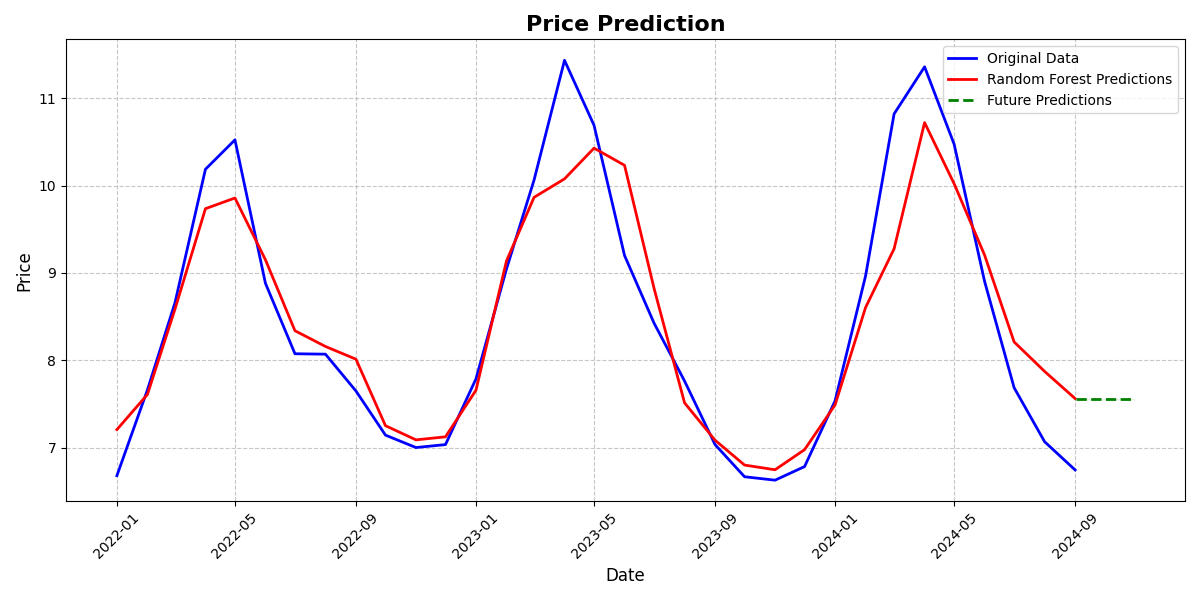 Price Prediction
Original Data
Random Forest Predictions
Future Predictions
Price
11
10
9
8
7
2022-01
2022-05
2022-09
2023-01
2023-05
2023-09
2024-01
2024-05
2024-09
Date